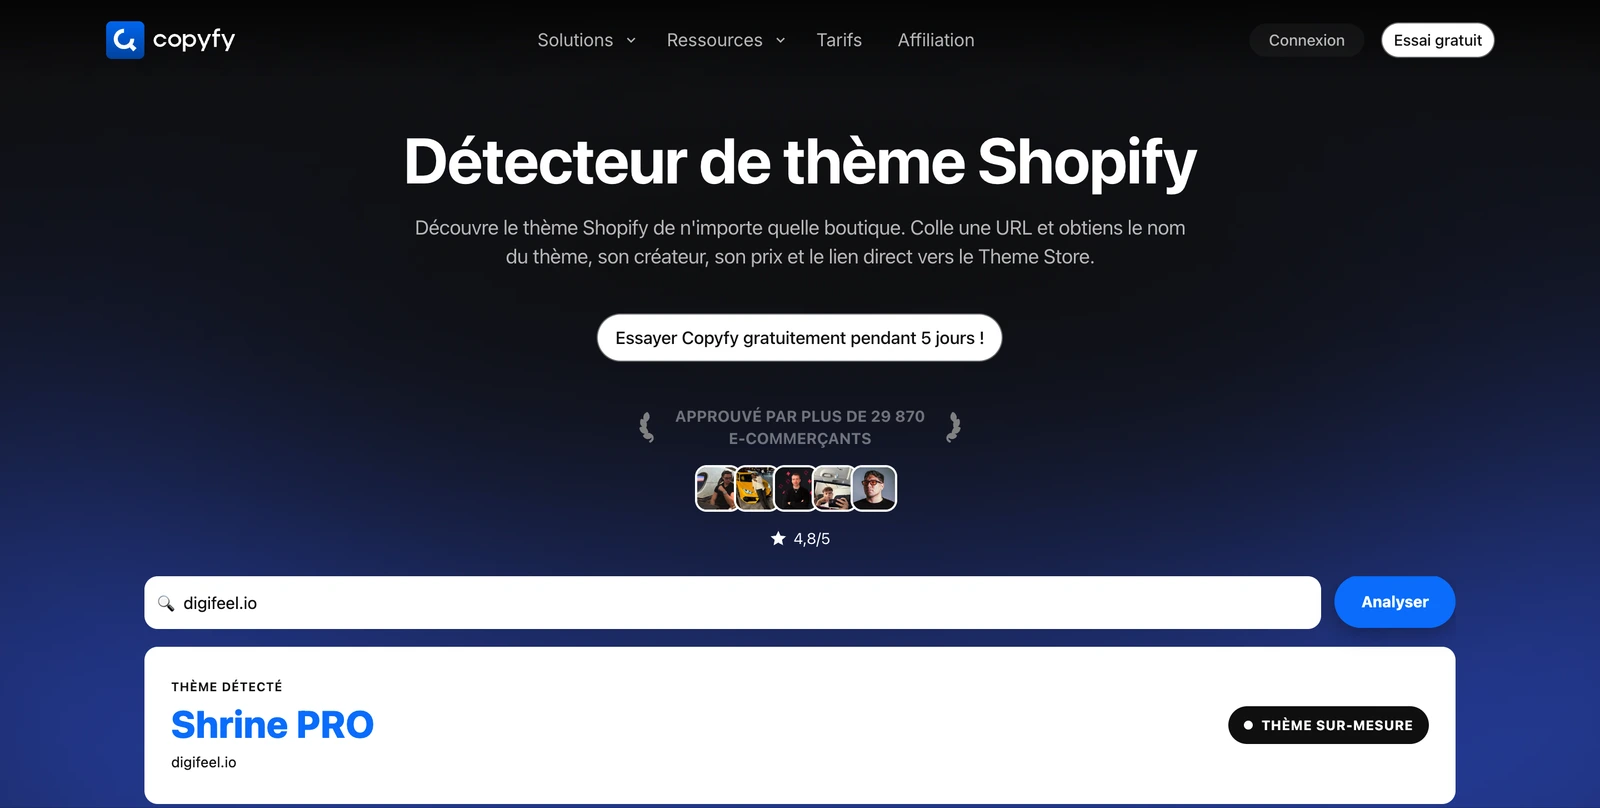 copyfy
Solutions
Ressources
Tarifs
Affiliation
Connexion
Essai gratuit
Détecteur de thème Shopify
Découvre le thème Shopify de n'importe quelle boutique. Colle une URL et obtiens le nom
du thème, son créateur, son prix et le lien direct vers le Theme Store.
Essayer Copyfy gratuitement pendant 5 jours !
APPROUVÉ PAR PLUS DE 29 870
E-COMMERÇANTS
4,8/5
digifeel.io
Analyser
THÈME DÉTECTÉ
Shrine PRO
THÈME SUR-MESURE
digifeel.io